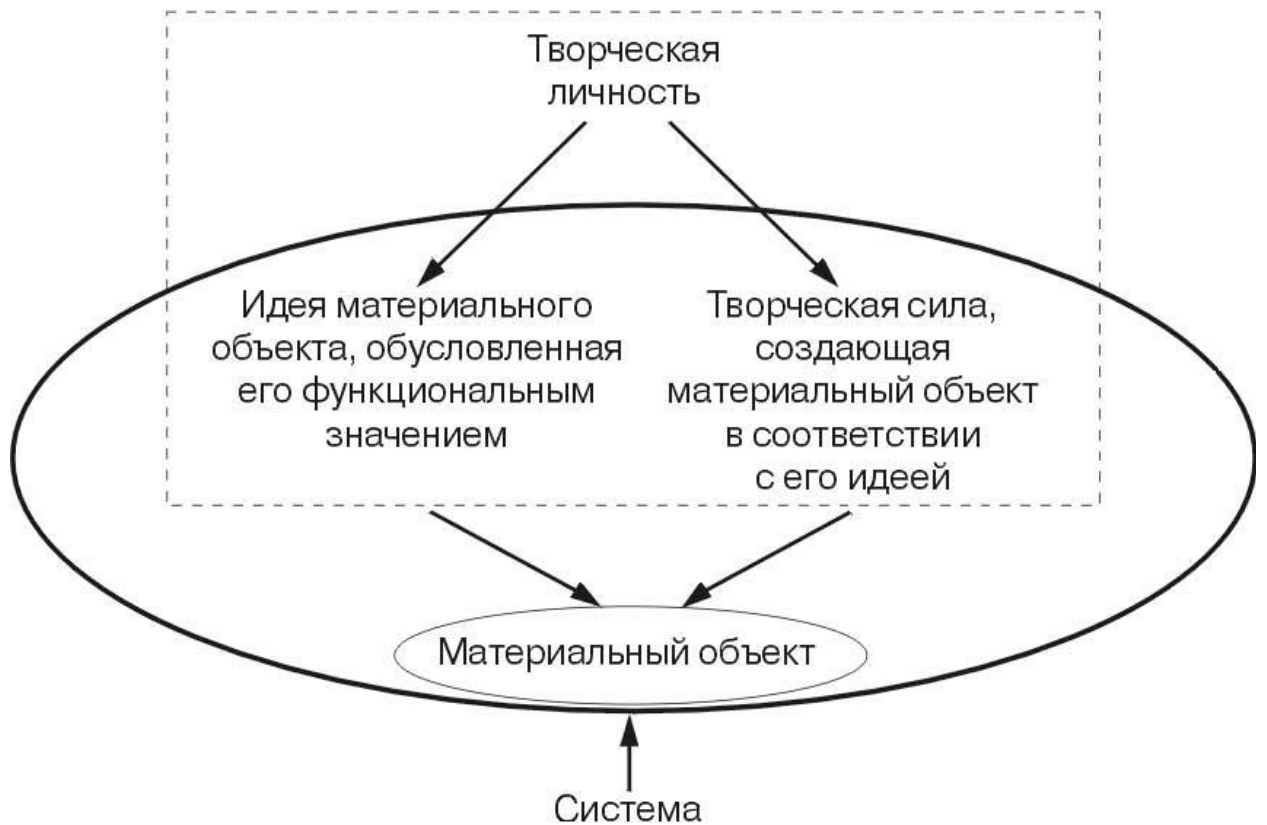 Творческая
личность
Идея материального
объекта, обусловленная
его функциональным
значением
Творческая сила,
создающая
материальный объект
в соответствии
с его идеей
Материальный объект
Система